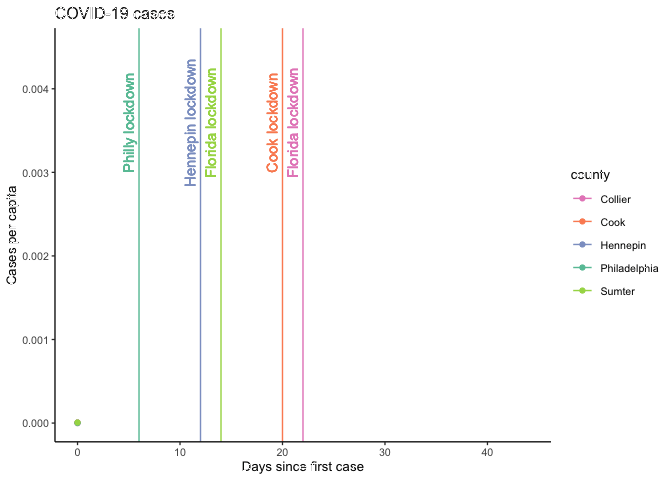 COVID-19 cases
Cases per capita
0.004
0.003
0.002
0.001
0.000
Philly lockdown
Hennepin lockdown
Florida lockdown
Cook lockdown
Florida lockdown
0
10
20
30
40
Days since first case
county
Collier
Cook
Hennepin
Philadelphia
Sumter